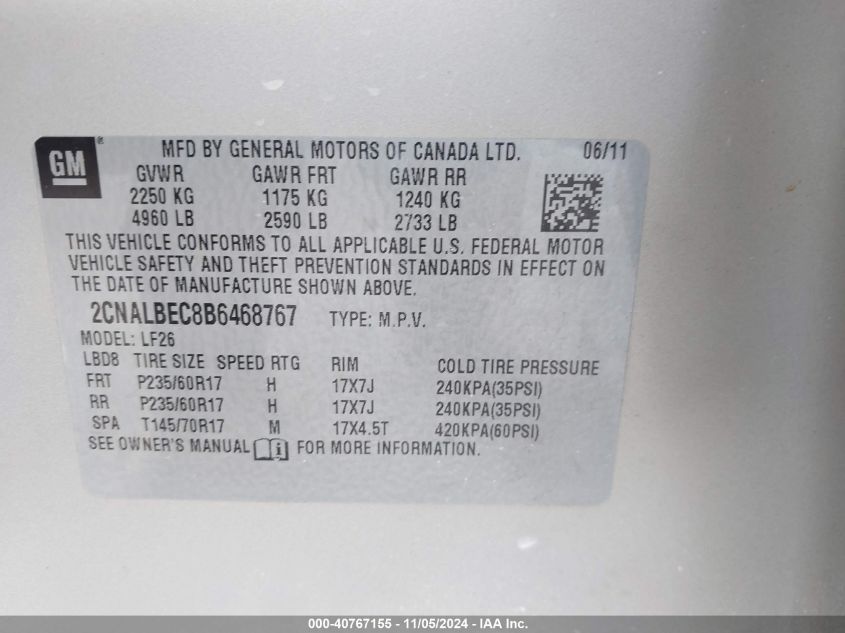 GM ® MFD BY GENERAL MOTORS OF CANADA LTD. 06/11
GVWR GAWR FRT GAWR RR
2250 KG 1175 KG 1240 KG
4960 LB 2590 LB 2733 LB
THIS VEHICLE CONFORMS TO ALL APPLICABLE U.S. FEDERAL MOTOR
VEHICLE SAFETY AND THEFT PREVENTION STANDARDS IN EFFECT ON
THE DATE OF MANUFACTURE SHOWN ABOVE.
2CNALBEC8B6468767 TYPE: M.P.V.
MODEL: LF26
LBD8 TIRE SIZE SPEED RTG RIM COLD TIRE PRESSURE
FRT P235/60R17 H 17X7J 240KPA(35PSI)
RR P235/60R17 H 17X7J 240KPA(35PSI)
SPA T145/70R17 M 17X4.5T 420KPA(60PSI)
SEE OWNER'S MANUAL i FOR MORE INFORMATION.
000-40767155 - 11/05/2024 - IAA Inc.